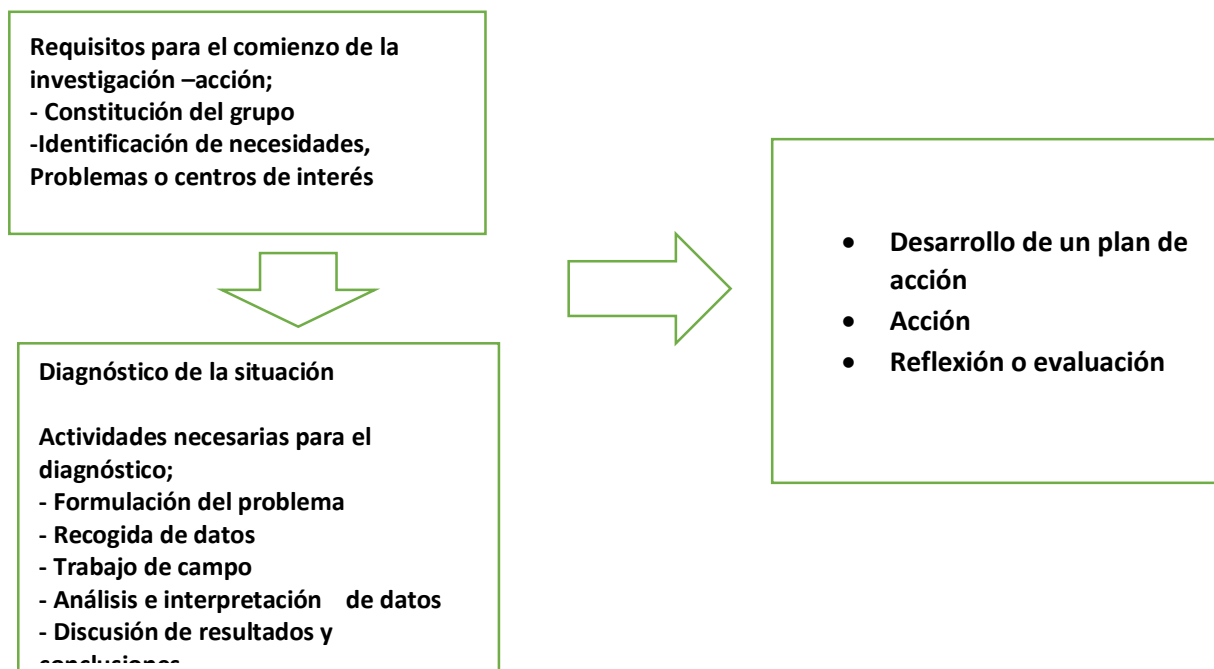 Requisitos para el comienzo de la
investigación –acción;
- Constitución del grupo
-Identificación de necesidades,
Problemas o centros de interés
Diagnóstico de la situación
Actividades necesarias para el
diagnóstico;
- Formulación del problema
- Recogida de datos
- Trabajo de campo
- Análisis e interpretación    de datos
- Discusión de resultados y
conclusiones
• Desarrollo de un plan de
acción
• Acción
• Reflexión o evaluación